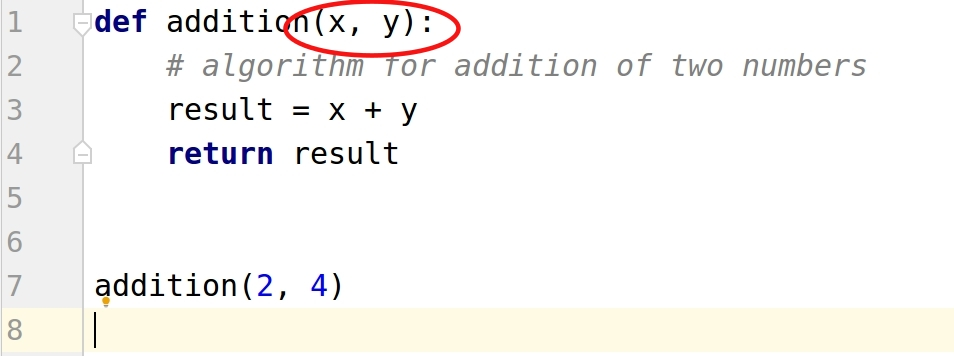 1 def addition(x, y):
2 # algorithm for addition of two numbers
3 result = x + y
4 return result
5
6
7 addition(2, 4)
8